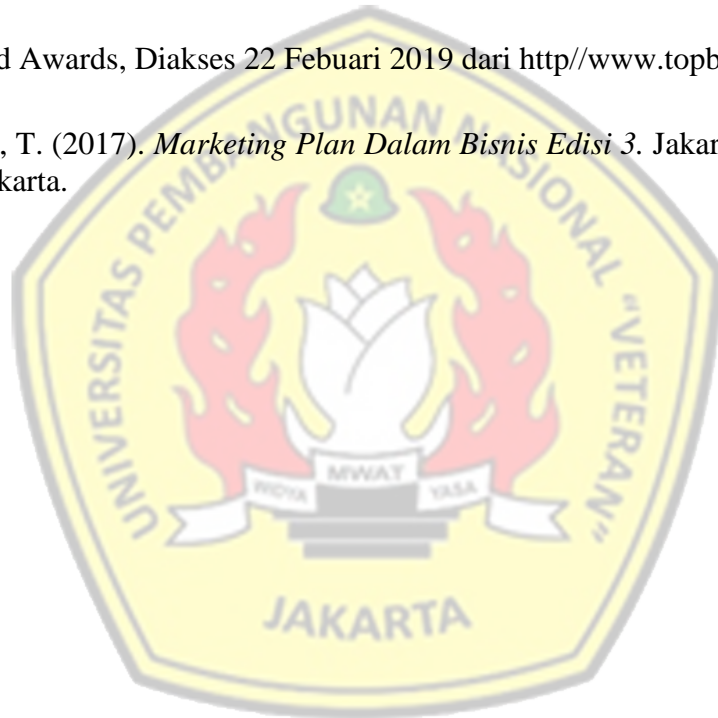 d Awards, Diakses 22 Febuari 2019 dari http//www.topb
, T. (2017). Marketing Plan Dalam Bisnis Edisi 3. Jakar
karta.
UNIVERSITAS PEMBANGUNAN NASIONAL "VETERAN"
WIDYA MWAT YASA
JAKARTA